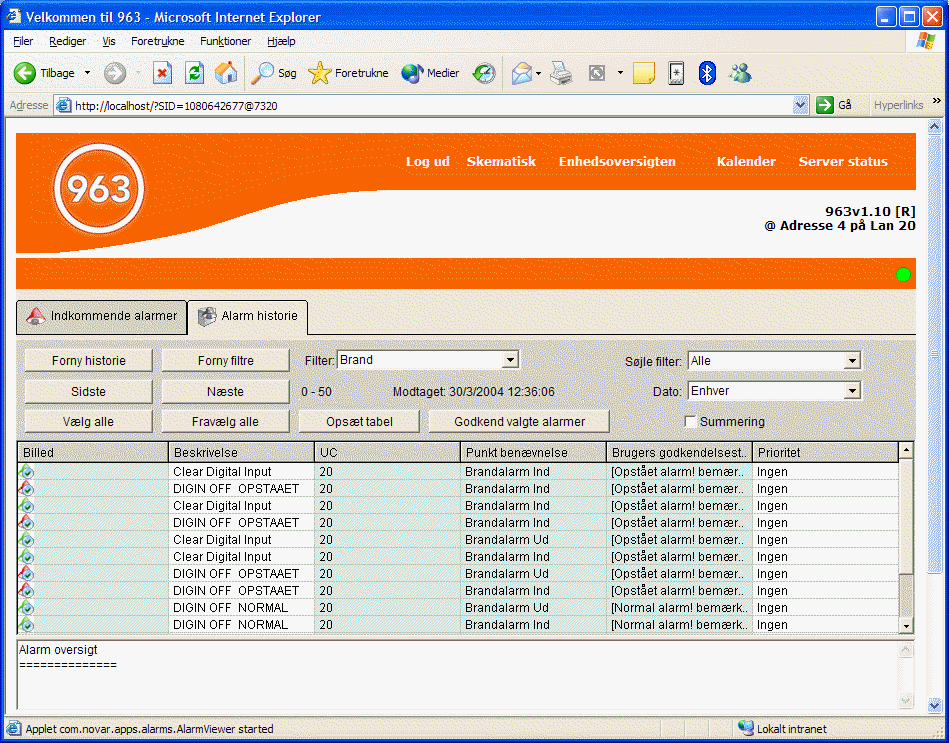 Velkommen til 963 - Microsoft Internet Explorer
Filer Rediger Vis Foretrukne Funktioner Hjælp
Tilbage Søg Foretrukne Medier
Adresse http://localhost/?SID=1080642677@7320 Gå Hyperlinks »
963
Log ud Skematisk Enhedsoversigten Kalender Server status
963v1.10 [R]
@ Adresse 4 på Lan 20
Indkommende alarmer Alarm historie
Forny historie Forny filtre Filter: Brand Søjle filter: Alle
Sidste Næste 0 - 50 Modtaget: 30/3/2004 12:36:06 Dato: Enhver
Vælg alle Fravælg alle Opsæt tabel Godkend valgte alarmer Summering
Billed Beskrivelse UC Punkt benævnelse Brugers godkendelsest.. Prioritet
Clear Digital Input 20 Brandalarm Ind [Opstået alarm! bemær.. Ingen
DIGIN OFF OPSTAAET 20 Brandalarm Ind [Opstået alarm! bemær.. Ingen
Clear Digital Input 20 Brandalarm Ind [Opstået alarm! bemær.. Ingen
DIGIN OFF OPSTAAET 20 Brandalarm Ind [Opstået alarm! bemær.. Ingen
Clear Digital Input 20 Brandalarm Ud [Opstået alarm! bemær.. Ingen
Clear Digital Input 20 Brandalarm Ind [Opstået alarm! bemær.. Ingen
DIGIN OFF OPSTAAET 20 Brandalarm Ud [Opstået alarm! bemær.. Ingen
DIGIN OFF OPSTAAET 20 Brandalarm Ind [Opstået alarm! bemær.. Ingen
DIGIN OFF NORMAL 20 Brandalarm Ud [Normal alarm! bemærk.. Ingen
DIGIN OFF NORMAL 20 Brandalarm Ind [Normal alarm! bemærk.. Ingen
Alarm oversigt
==============
Applet com.novar.apps.alarms.AlarmViewer started Lokalt intranet